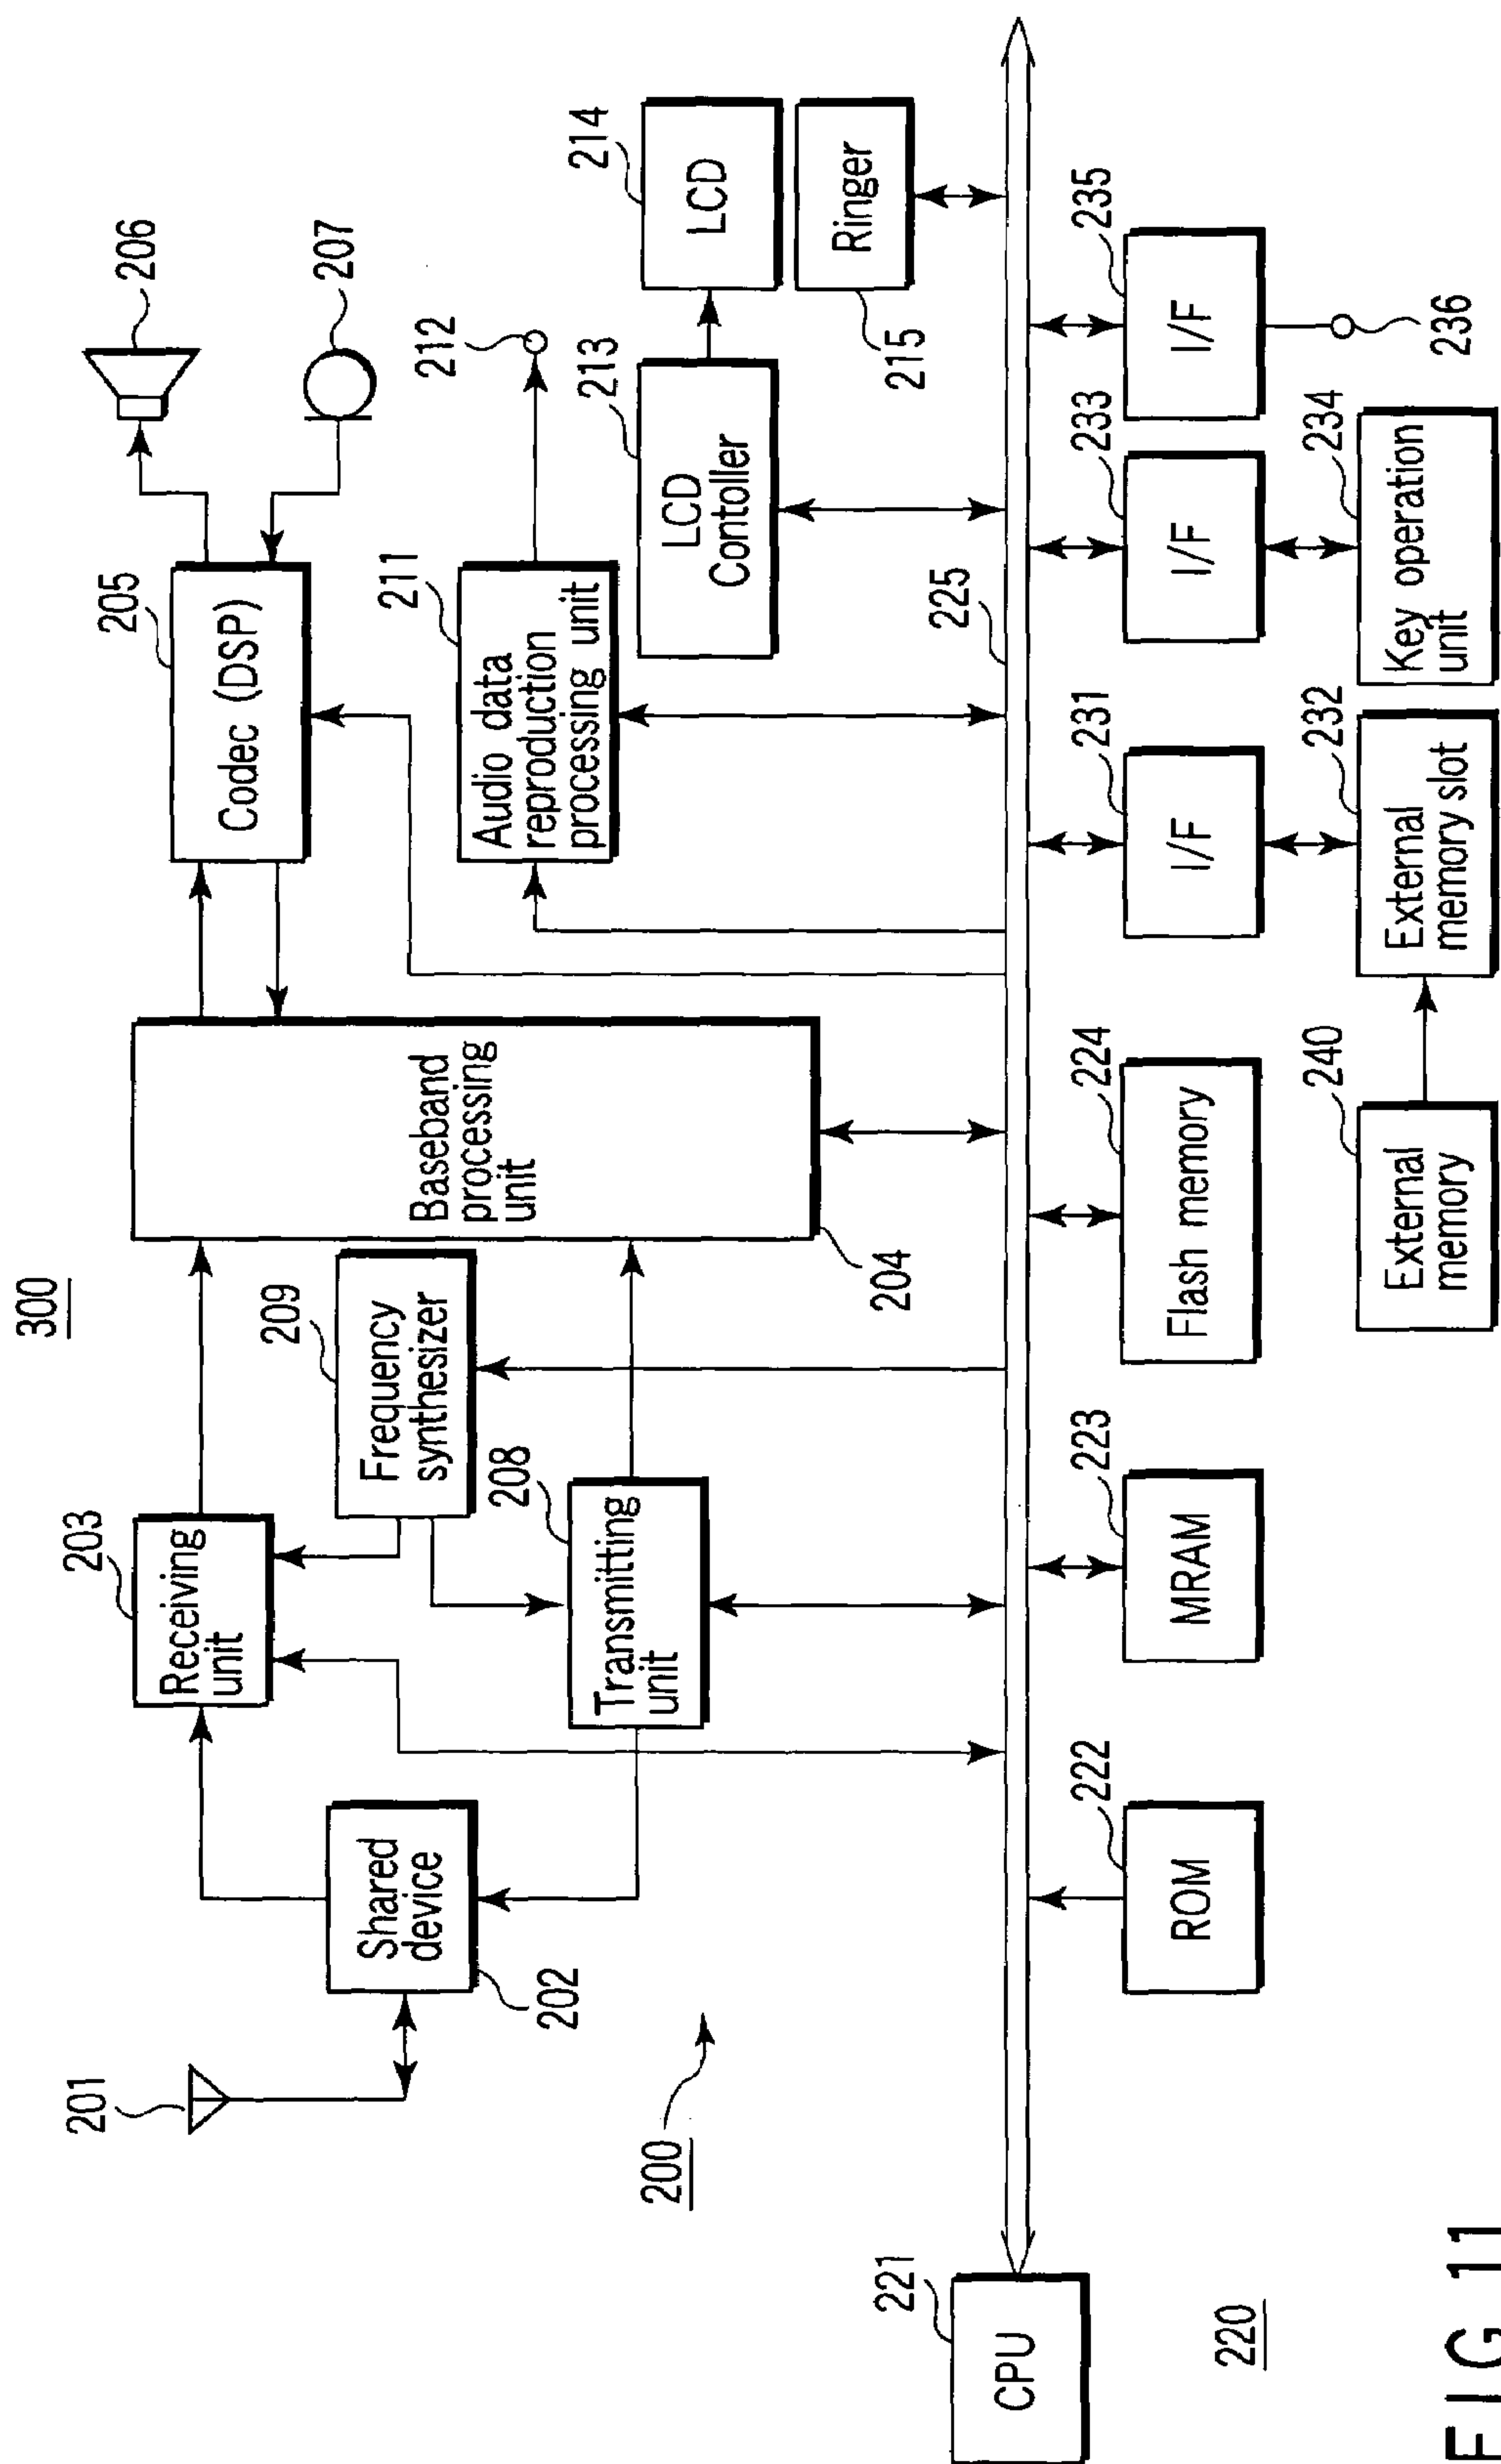 300
201
Shared
device
202
203
Receiving
unit
209
Frequency
synthesizer
208
Transmitting
unit
Baseband
processing
unit
204
205
Codec (DSP)
206
207
211
Audio data
reproduction
processing unit
212
213
LCD
Contoller
214
LCD
Ringer
215
200
225
221
CPU
220
222
ROM
223
MRAM
224
Flash memory
231
I/F
233
I/F
235
I/F
236
240
External
memory
232
External
memory slot
234
Key operation
unit
FIG. 11